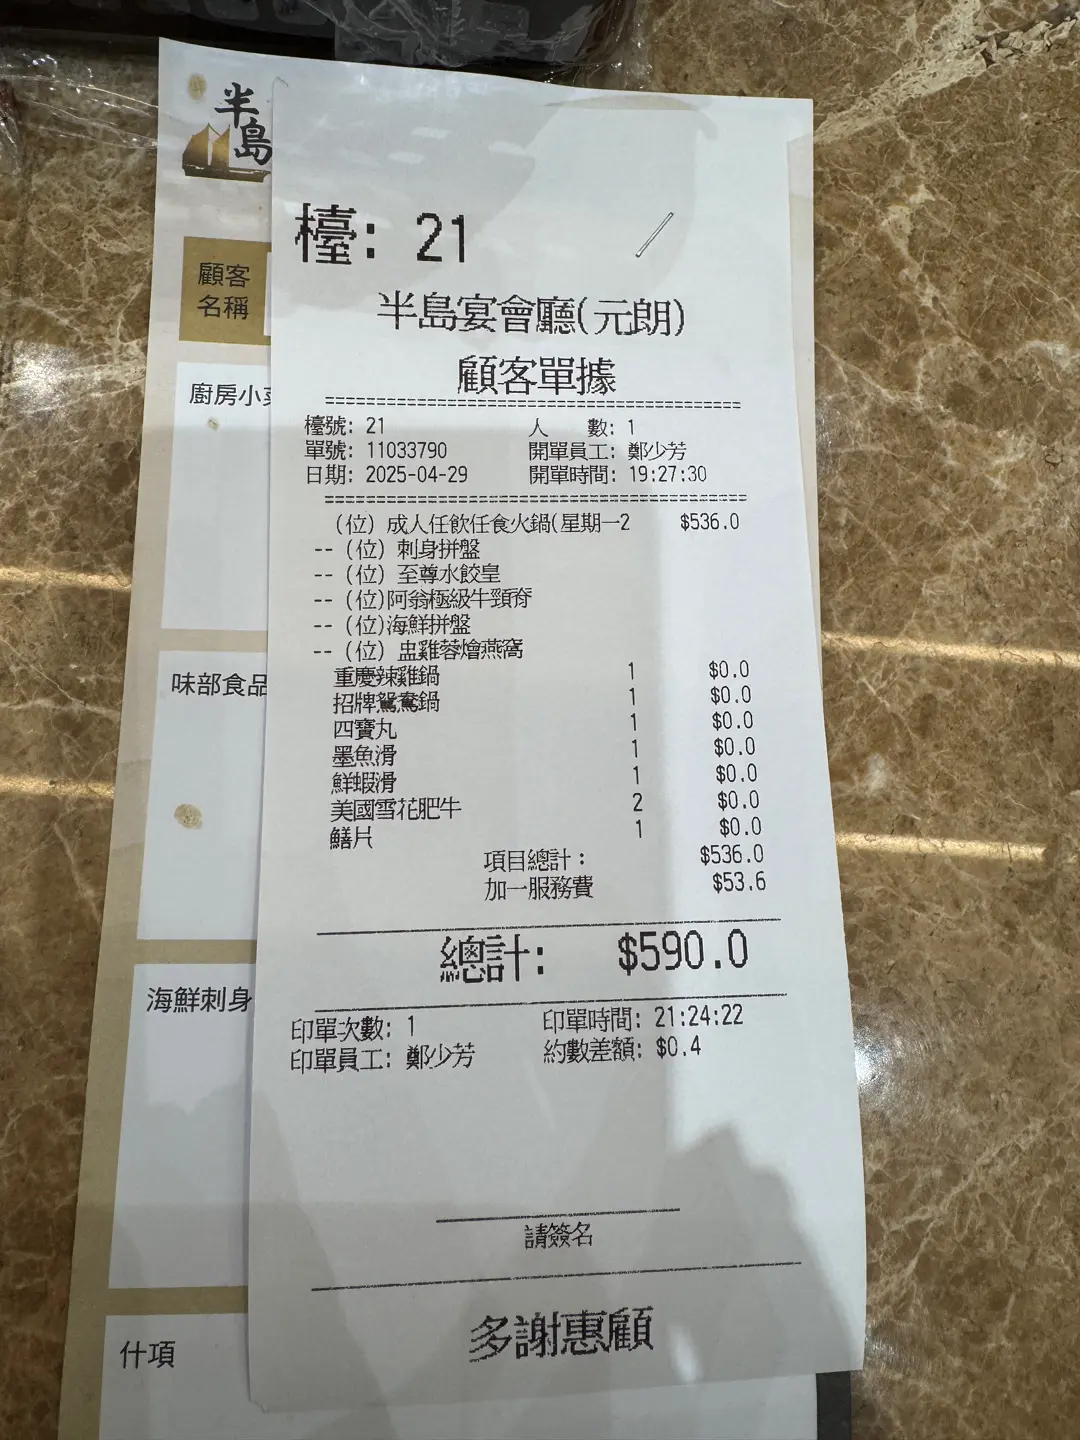 半島
檯: 21
半島宴會廳(元朗)
顧客名稱
顧客單據
廚房小
檯號: 21 人 數: 1
單號: 11033790 開單員工: 鄭少芳
日期: 2025-04-29 開單時間: 19:27:30
(位) 成人任飲任食火鍋(星期一2 $536.0
-- (位) 刺身拼盤
-- (位) 至尊水餃皇
-- (位)阿翁極級牛頸脊
-- (位)海鮮拼盤
-- (位) 盅雞蓉燴燕窩
味部食品
重慶辣雞鍋 1 $0.0
招牌鴛鴦鍋 1 $0.0
四寶丸 1 $0.0
墨魚滑 1 $0.0
鮮蝦滑 1 $0.0
美國雪花肥牛 2 $0.0
鱔片 1 $0.0
項目總計: $536.0
加一服務費 $53.6
總計: $590.0
海鮮刺身
印單次數: 1 印單時間: 21:24:22
印單員工: 鄭少芳 約數差額: $0.4
請簽名
多謝惠顧
什項